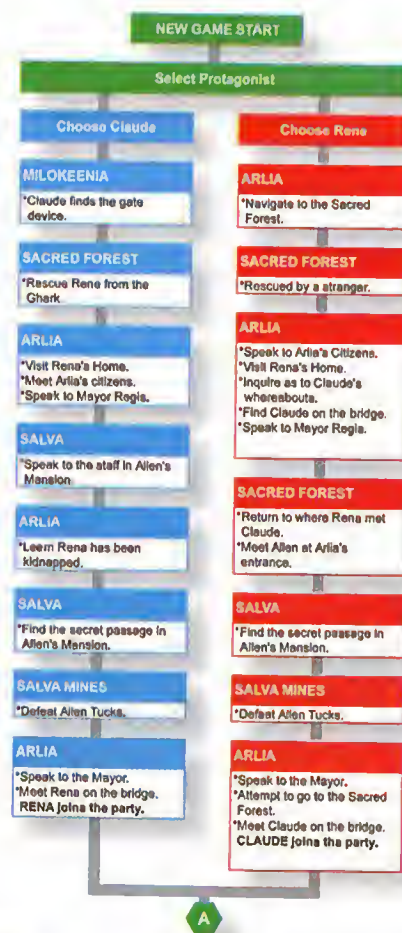 NEW GAME START
Select Protagonist
Choose Claude
MILOKEENIA
*Claude finds the gate
device.
SACRED FOREST
*Rescue Rena from the
Ghark
ARLIA
*Visit Rena's Home.
*Meet Arlia's citizens.
*Speak to Mayor Regis.
SALVA
*Speak to the staff in Allen's
Mansion
ARLIA
*Learn Rena has been
kidnapped.
SALVA
*Find the secret passage in
Allen's Mansion.
SALVA MINES
*Defeat Allen Tucks.
ARLIA
*Speak to the Mayor.
*Meet Rena on the bridge.
RENA joins the party.
Choose Rena
ARLIA
*Navigate to the Sacred
Forest.
SACRED FOREST
*Rescued by a stranger.
ARLIA
*Speak to Arlia's Citizens.
*Visit Rena's Home.
*Inquire as to Claude's
whereabouts.
*Find Claude on the bridge.
*Speak to Mayor Regis.
SACRED FOREST
*Return to where Rena met
Claude.
*Meet Allen at Arlia's
entrance.
SALVA
*Find the secret passage in
Allen's Mansion.
SALVA MINES
*Defeat Allen Tucks.
ARLIA
*Speak to the Mayor.
*Attempt to go to the Sacred
Forest.
*Meet Claude on the bridge.
CLAUDE joins the party.
A